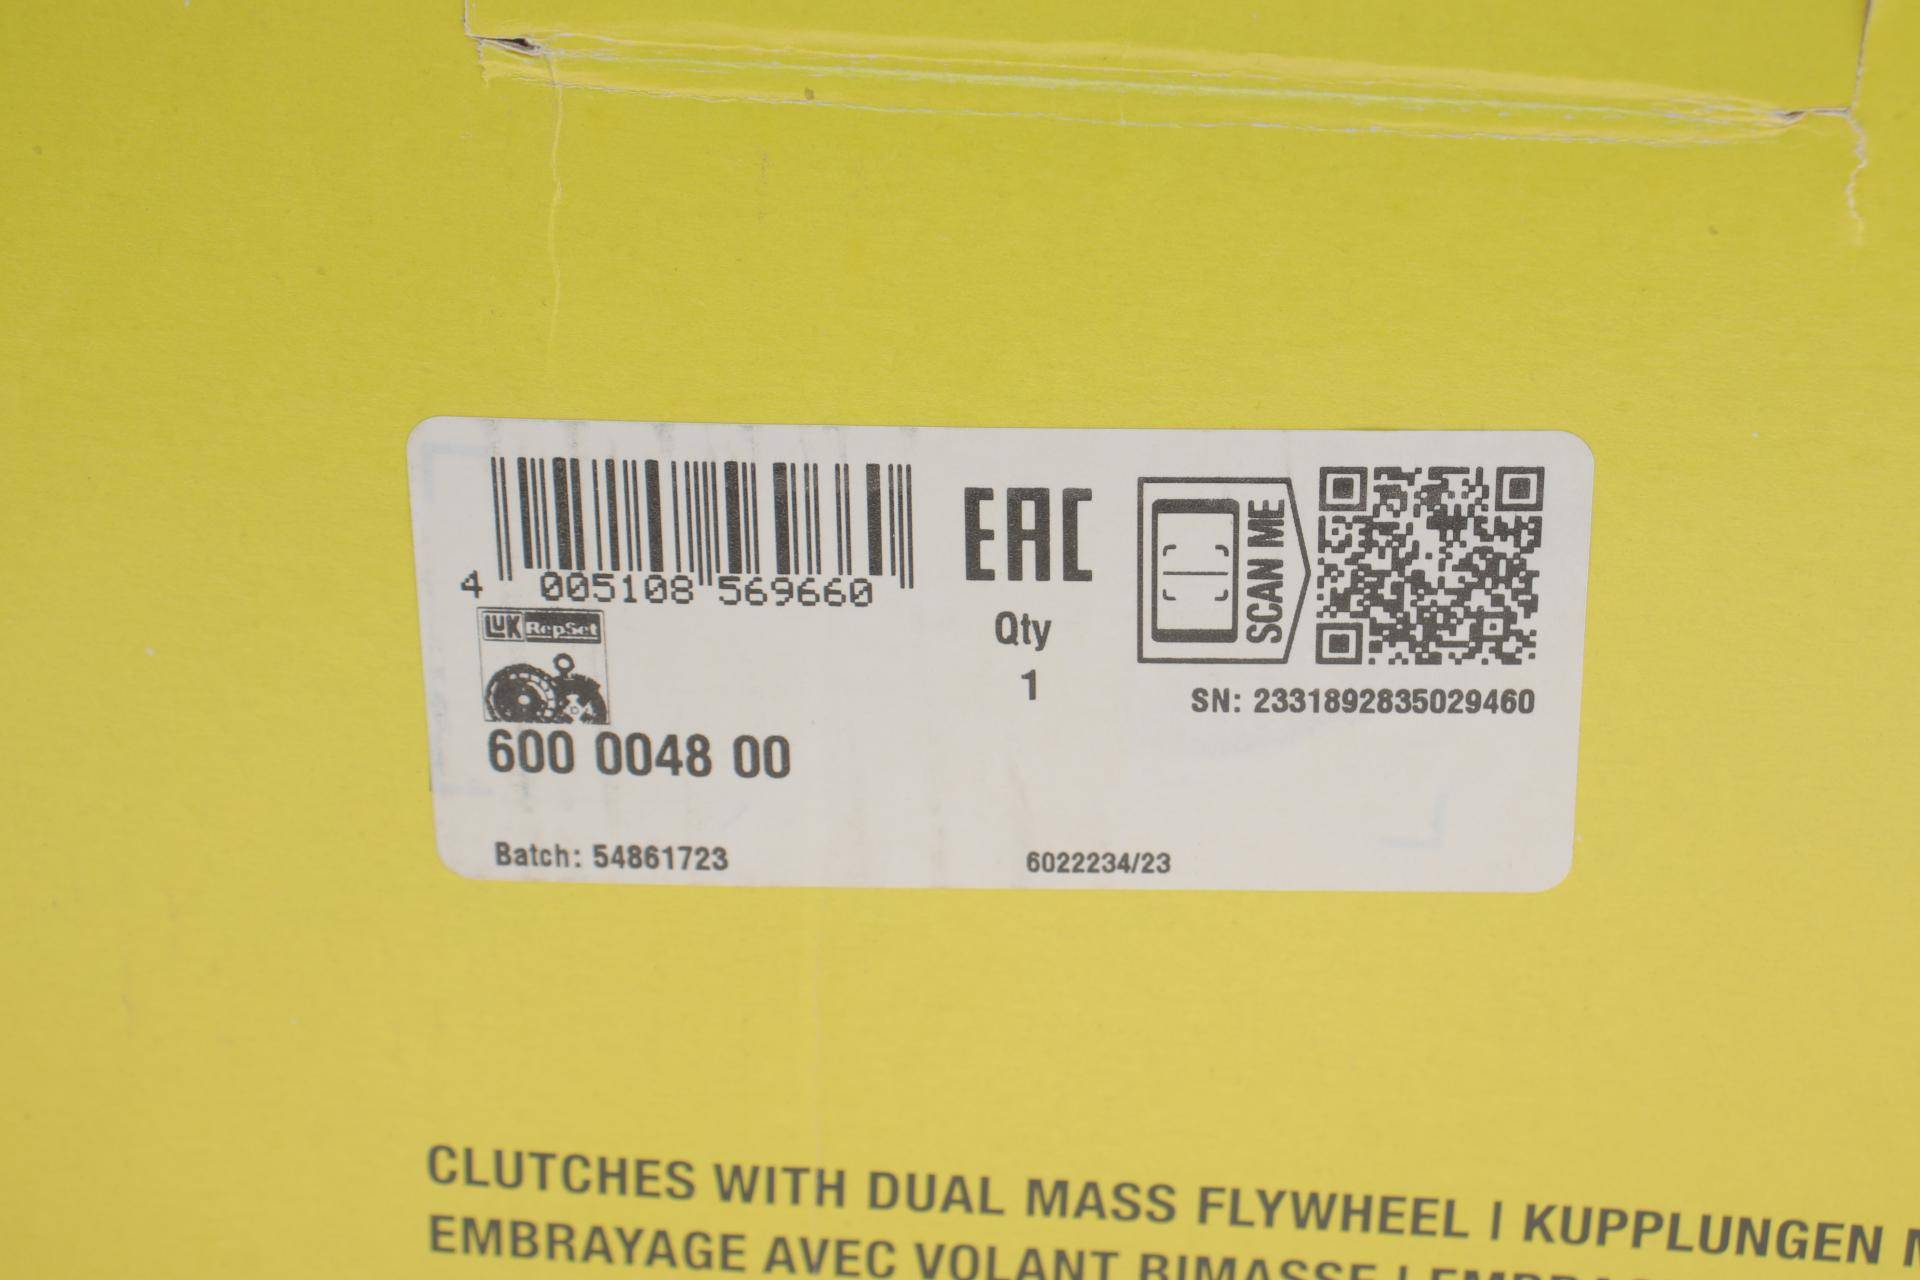 4 005108 569660
EAC
SCAN ME
LuK RepSet
Qty
1
SN: 2331892835029460
600 0048 00
Batch: 54861723
6022234/23
CLUTCHES WITH DUAL MASS FLYWHEEL | KUPPLUNGEN
EMBRAYAGE AVEC VOLANT BIMASSE |